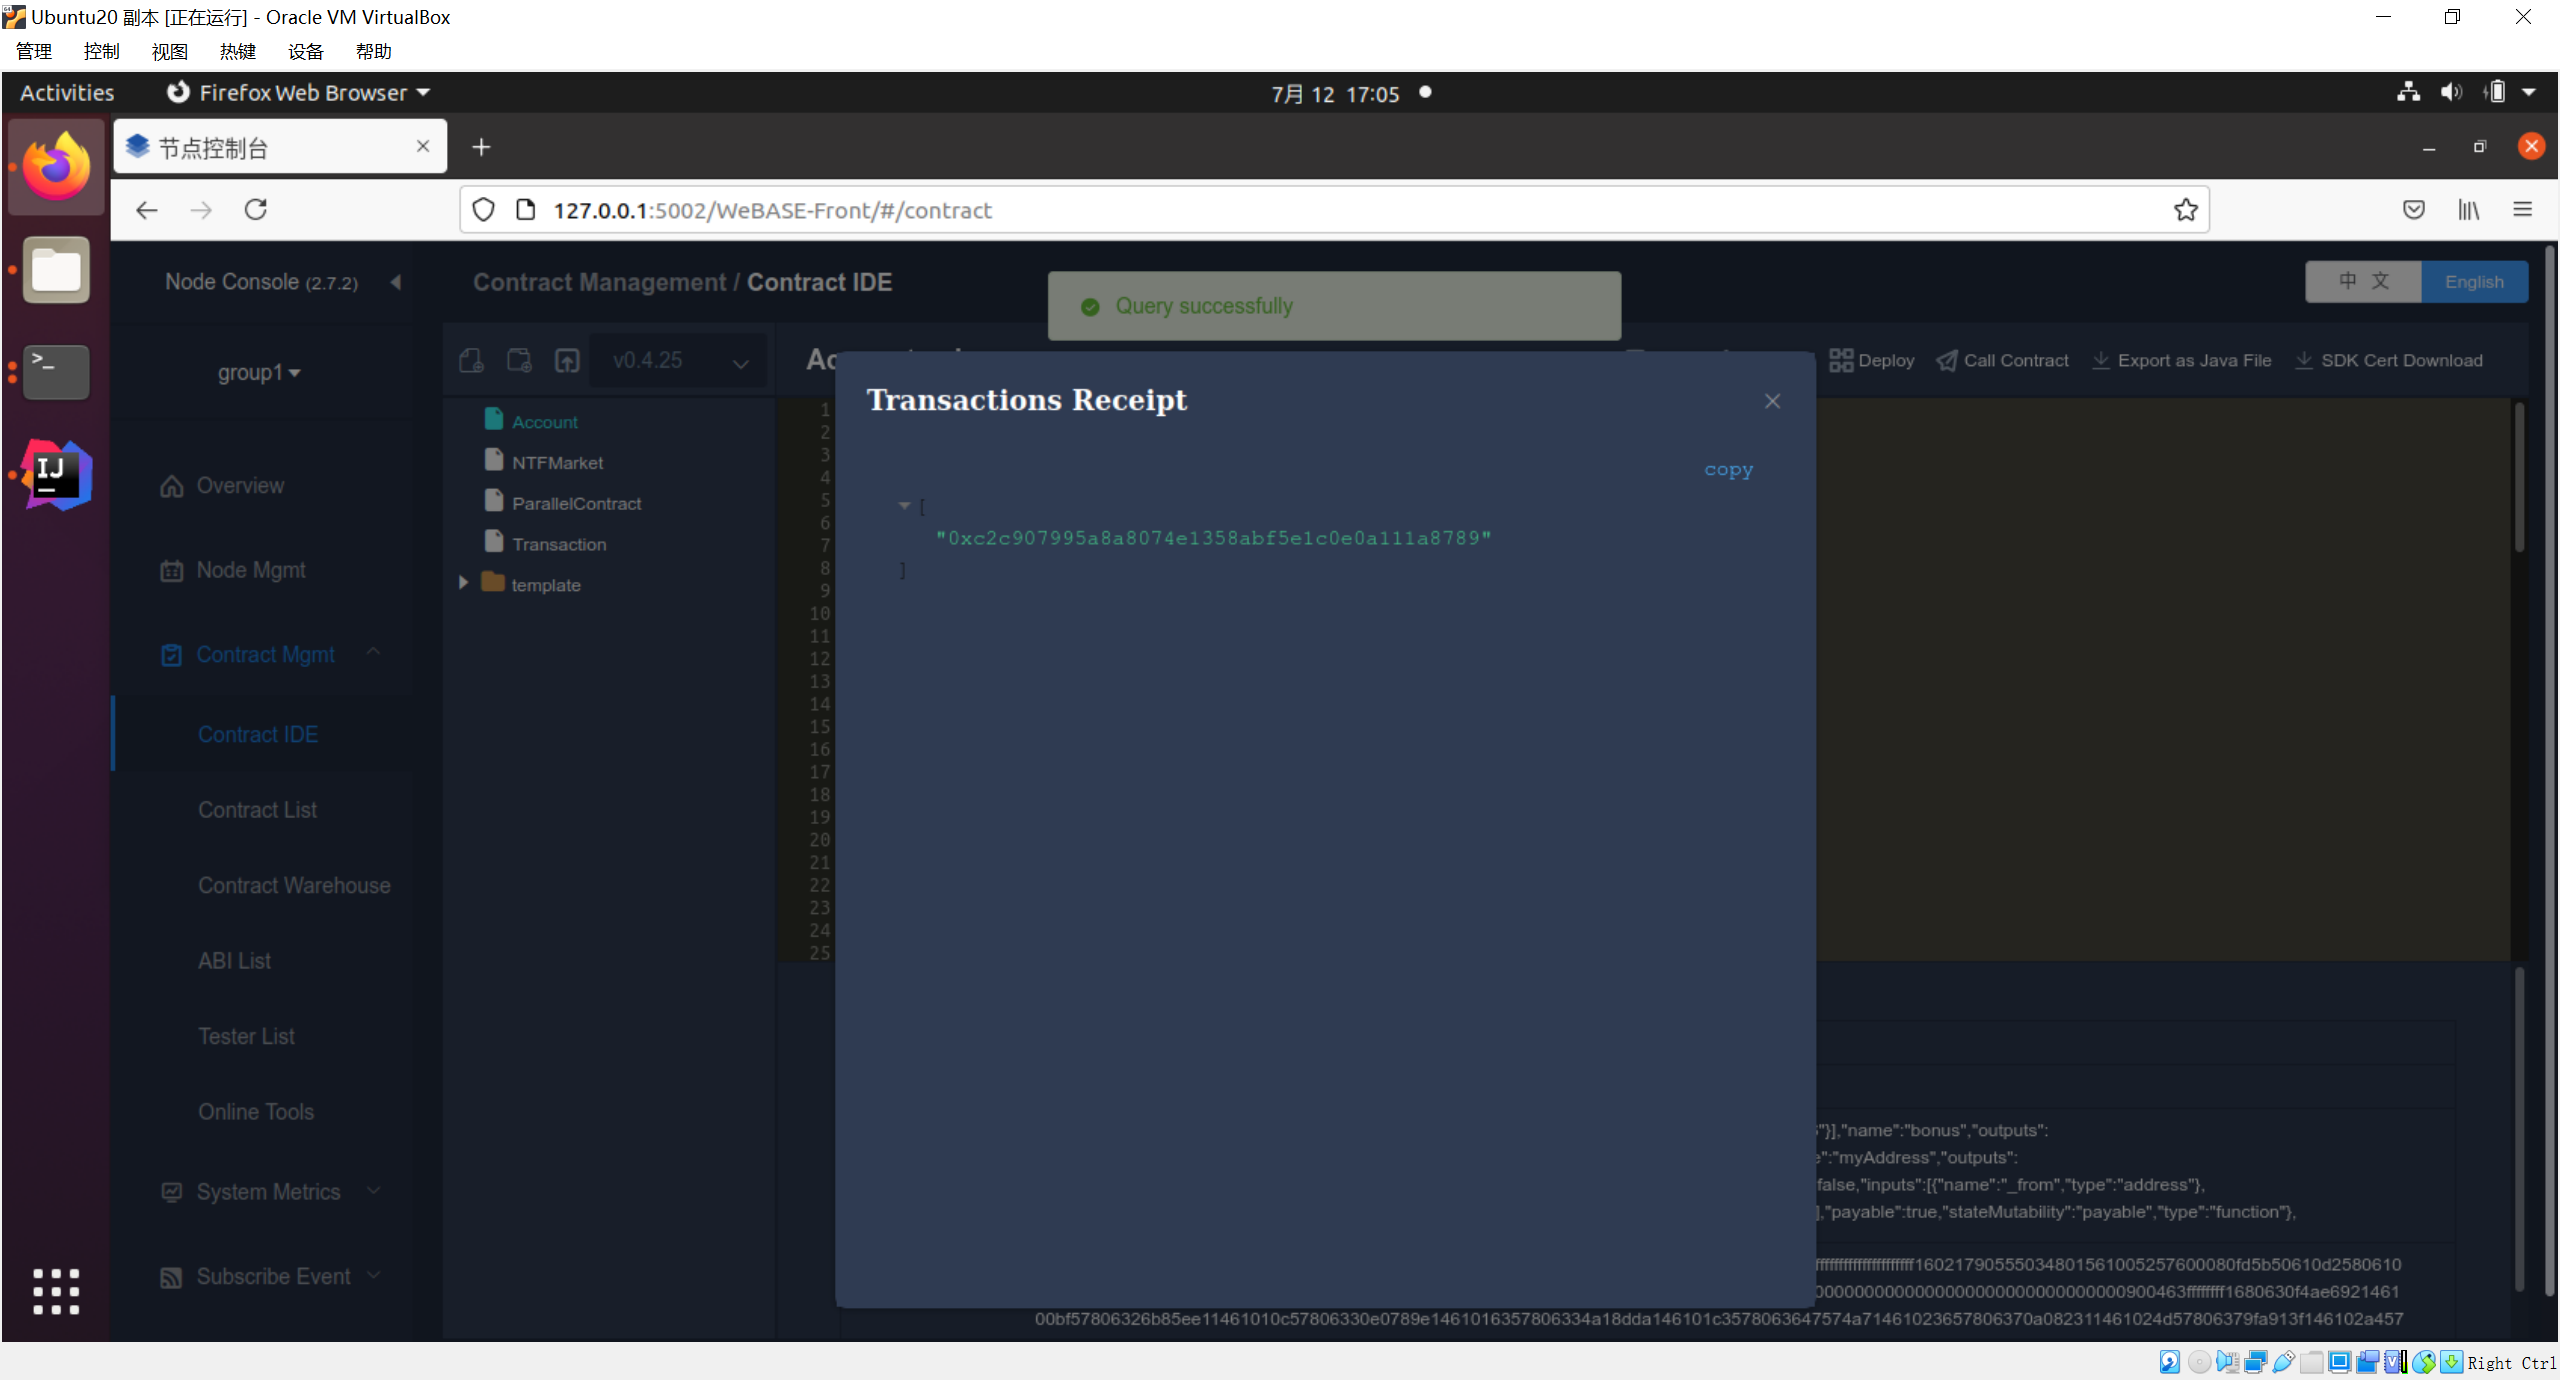 Ubuntu20 副本 [正在运行] - Oracle VM VirtualBox
管理 控制 视图 热键 设备 帮助
Activities Firefox Web Browser 7月 12 17:05
节点控制台
127.0.0.1:5002/WeBASE-Front/#/contract
Node Console (2.7.2)
Contract Management / Contract IDE
Query successfully
中 文 English
group1
v0.4.25
Deploy Call Contract Export as Java File SDK Cert Download
Transactions Receipt
copy
[
"0xc2c907995a8a8074e1358abf5e1c0e0a111a8789"
]
Account
NTFMarket
ParallelContract
Transaction
template
1
2
3
4
5
6
7
8
9
10
11
12
13
14
15
16
17
18
19
20
21
22
23
24
25
Overview
Node Mgmt
Contract Mgmt
Contract IDE
Contract List
Contract Warehouse
ABI List
Tester List
Online Tools
System Metrics
Subscribe Event
"}],"name":"bonus","outputs":
":"myAddress","outputs":
false,"inputs":[{"name":"_from","type":"address"},
],"payable":true,"stateMutability":"payable","type":"function"},
00bf57806326b85ee11461010c57806330e0789e1461016357806334a18dda146101c3578063647574a71461023657806370a082311461024d57806379fa913f146102a457
Right Ctrl